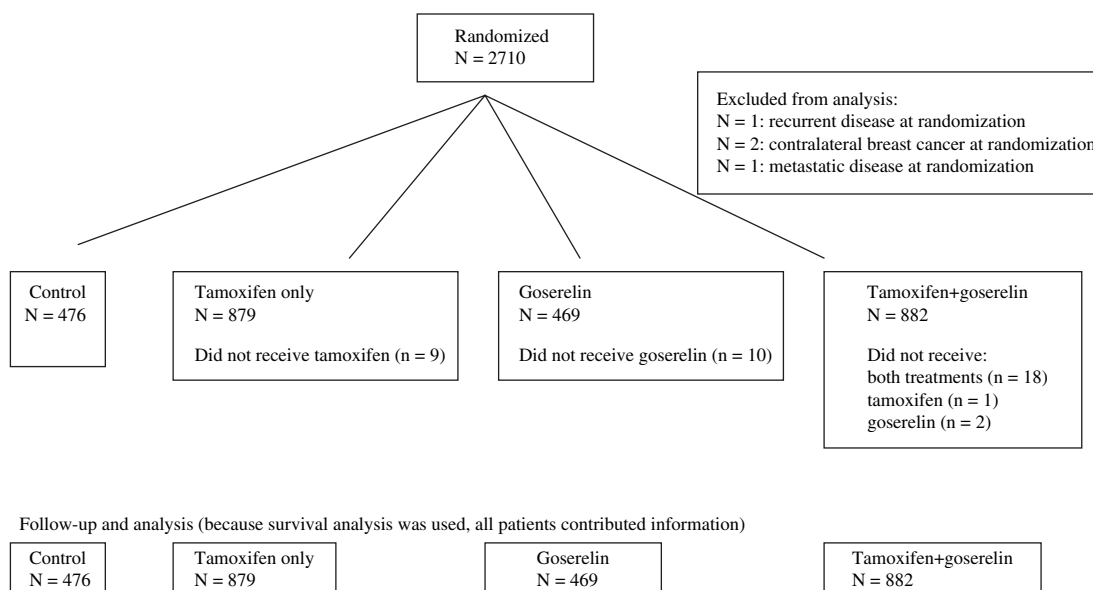 Randomized
N = 2710
Excluded from analysis:
N = 1: recurrent disease at randomization
N = 2: contralateral breast cancer at randomization
N = 1: metastatic disease at randomization
Control
N = 476
Tamoxifen only
N = 879
Did not receive tamoxifen (n = 9)
Goserelin
N = 469
Did not receive goserelin (n = 10)
Tamoxifen+goserelin
N = 882
Did not receive:
both treatments (n = 18)
tamoxifen (n = 1)
goserelin (n = 2)
Follow-up and analysis (because survival analysis was used, all patients contributed information)
Control
N = 476
Tamoxifen only
N = 879
Goserelin
N = 469
Tamoxifen+goserelin
N = 882